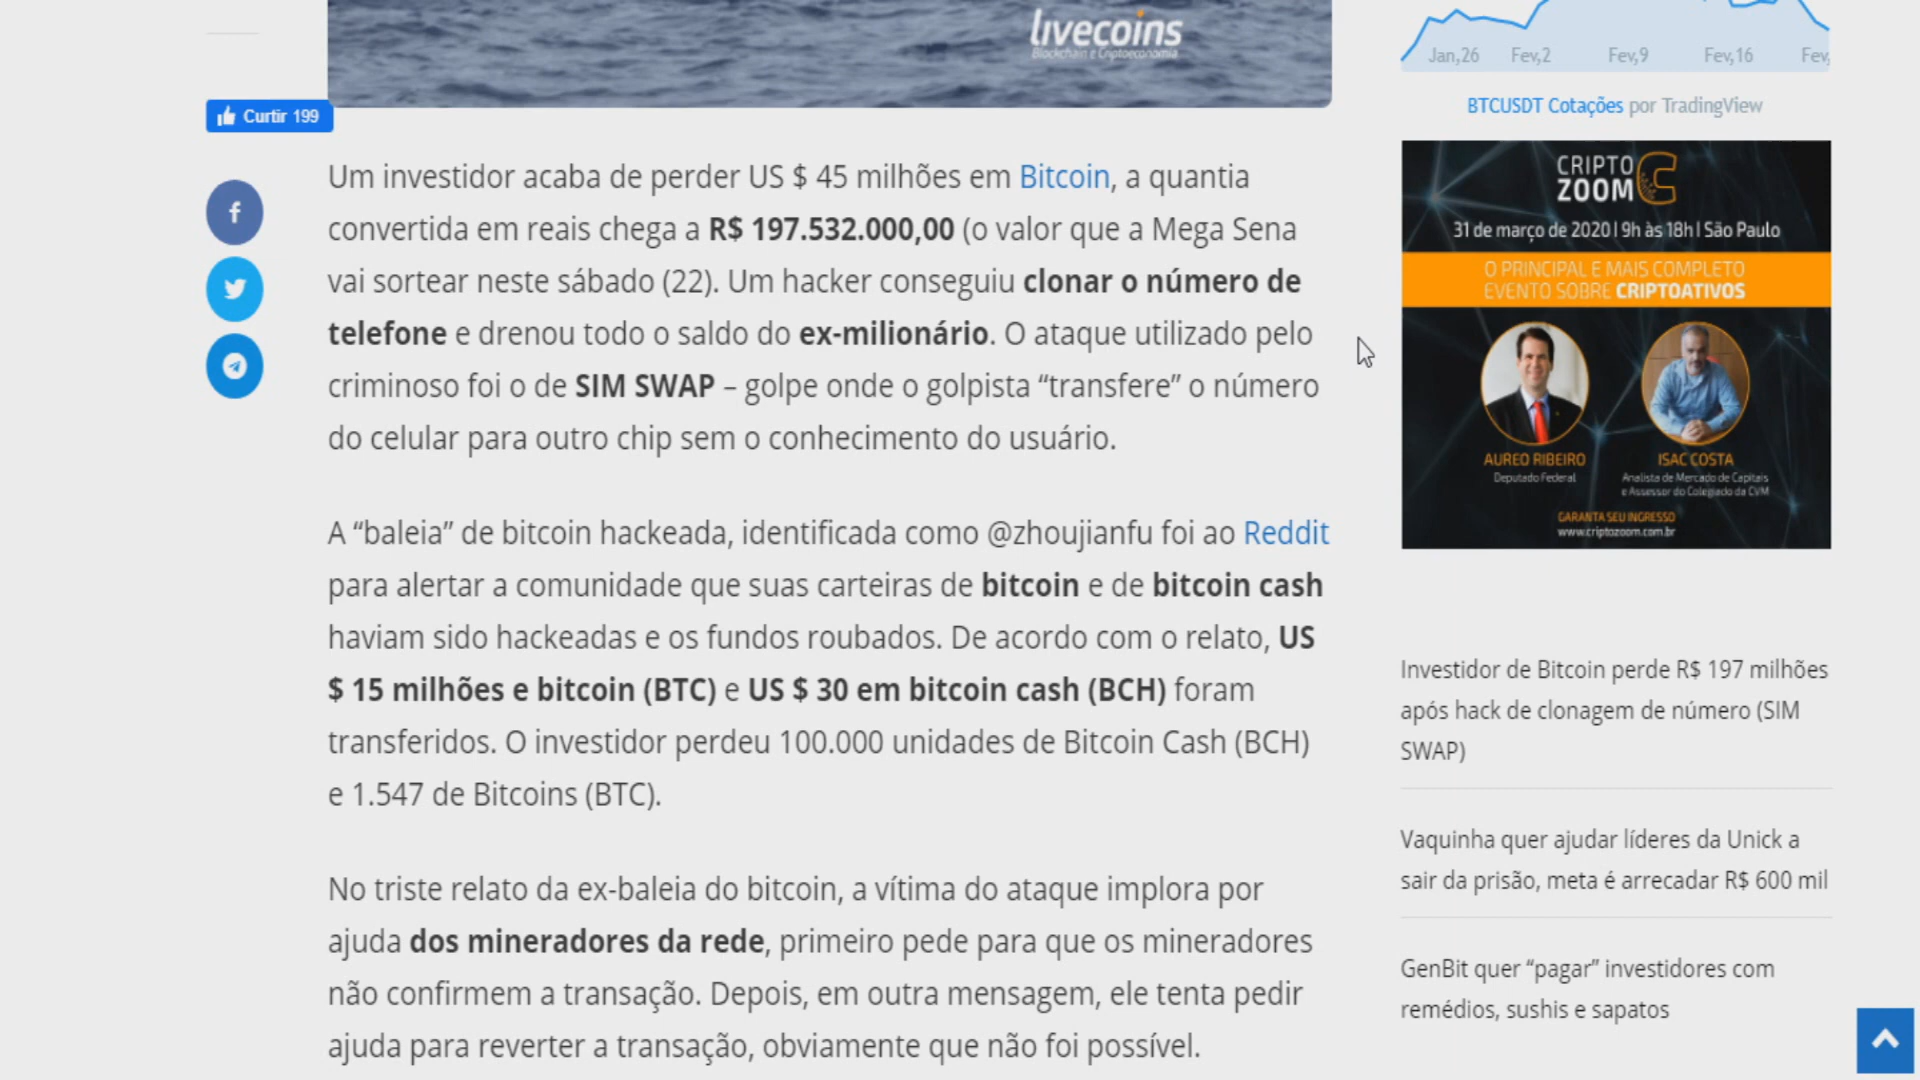 livecoins
Blockchain e Criptoeconomia
Curtir 199
Um investidor acaba de perder US $ 45 milhões em Bitcoin, a quantia
convertida em reais chega a R$ 197.532.000,00 (o valor que a Mega Sena
vai sortear neste sábado (22). Um hacker conseguiu clonar o número de
telefone e drenou todo o saldo do ex-milionário. O ataque utilizado pelo
criminoso foi o de SIM SWAP – golpe onde o golpista “transfere” o número
do celular para outro chip sem o conhecimento do usuário.
A “baleia” de bitcoin hackeada, identificada como @zhoujianfu foi ao Reddit
para alertar a comunidade que suas carteiras de bitcoin e de bitcoin cash
haviam sido hackeadas e os fundos roubados. De acordo com o relato, US
$ 15 milhões e bitcoin (BTC) e US $ 30 em bitcoin cash (BCH) foram
transferidos. O investidor perdeu 100.000 unidades de Bitcoin Cash (BCH)
e 1.547 de Bitcoins (BTC).
No triste relato da ex-baleia do bitcoin, a vítima do ataque implora por
ajuda dos mineradores da rede, primeiro pede para que os mineradores
não confirmem a transação. Depois, em outra mensagem, ele tenta pedir
ajuda para reverter a transação, obviamente que não foi possível.
Jan,26 Fev,2 Fev,9 Fev,16 Fev,
BTCUSDT Cotações por TradingView
CRIPTO
ZOOM
31 de março de 2020 | 9h às 18h | São Paulo
O PRINCIPAL E MAIS COMPLETO
EVENTO SOBRE CRIPTOATIVOS
AUREO RIBEIRO
Deputado Federal
ISAC COSTA
Analista de Mercado de Capitais
e Assessor do Colegiado da CVM
GARANTA SEU INGRESSO
www.criptozoom.com.br
Investidor de Bitcoin perde R$ 197 milhões
após hack de clonagem de número (SIM
SWAP)
Vaquinha quer ajudar líderes da Unick a
sair da prisão, meta é arrecadar R$ 600 mil
GenBit quer “pagar” investidores com
remédios, sushis e sapatos